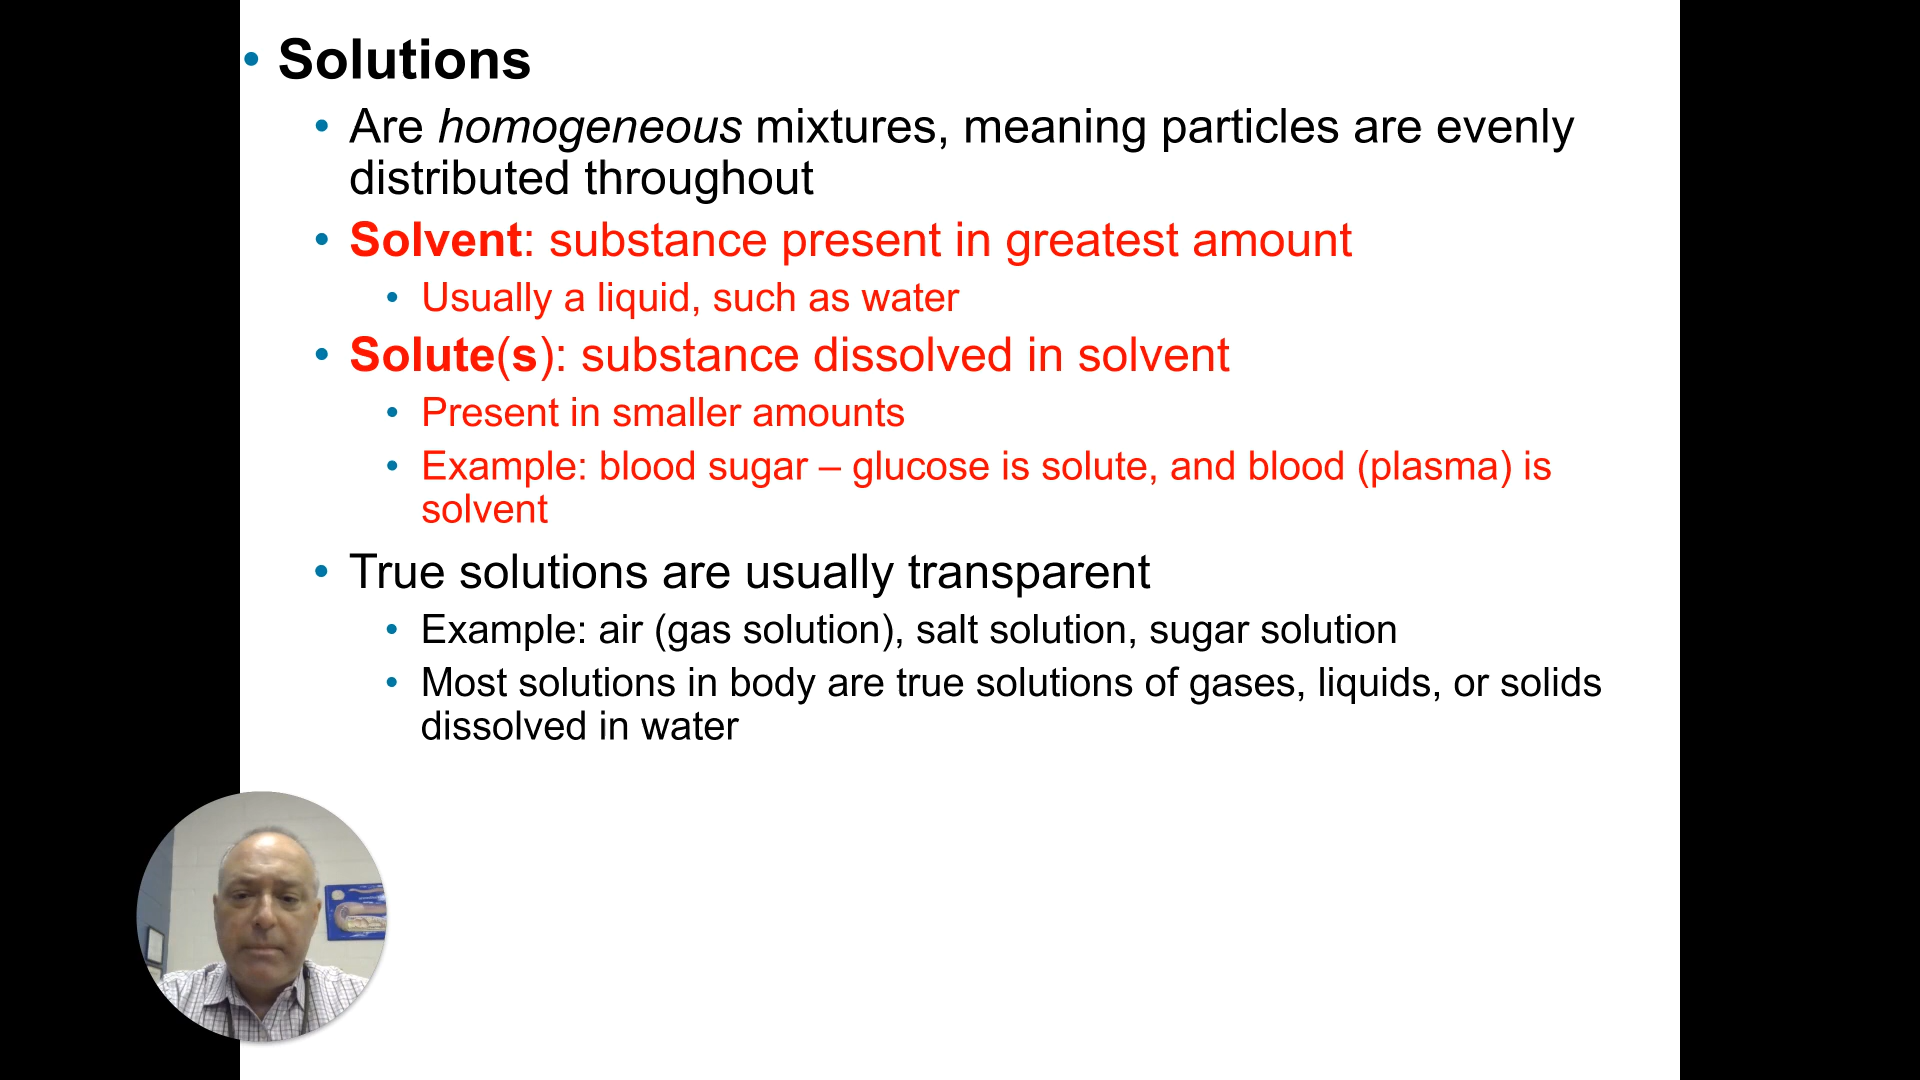 • Solutions
• Are homogeneous mixtures, meaning particles are evenly
distributed throughout
• Solvent: substance present in greatest amount
• Usually a liquid, such as water
• Solute(s): substance dissolved in solvent
• Present in smaller amounts
• Example: blood sugar – glucose is solute, and blood (plasma) is
solvent
• True solutions are usually transparent
• Example: air (gas solution), salt solution, sugar solution
• Most solutions in body are true solutions of gases, liquids, or solids
dissolved in water